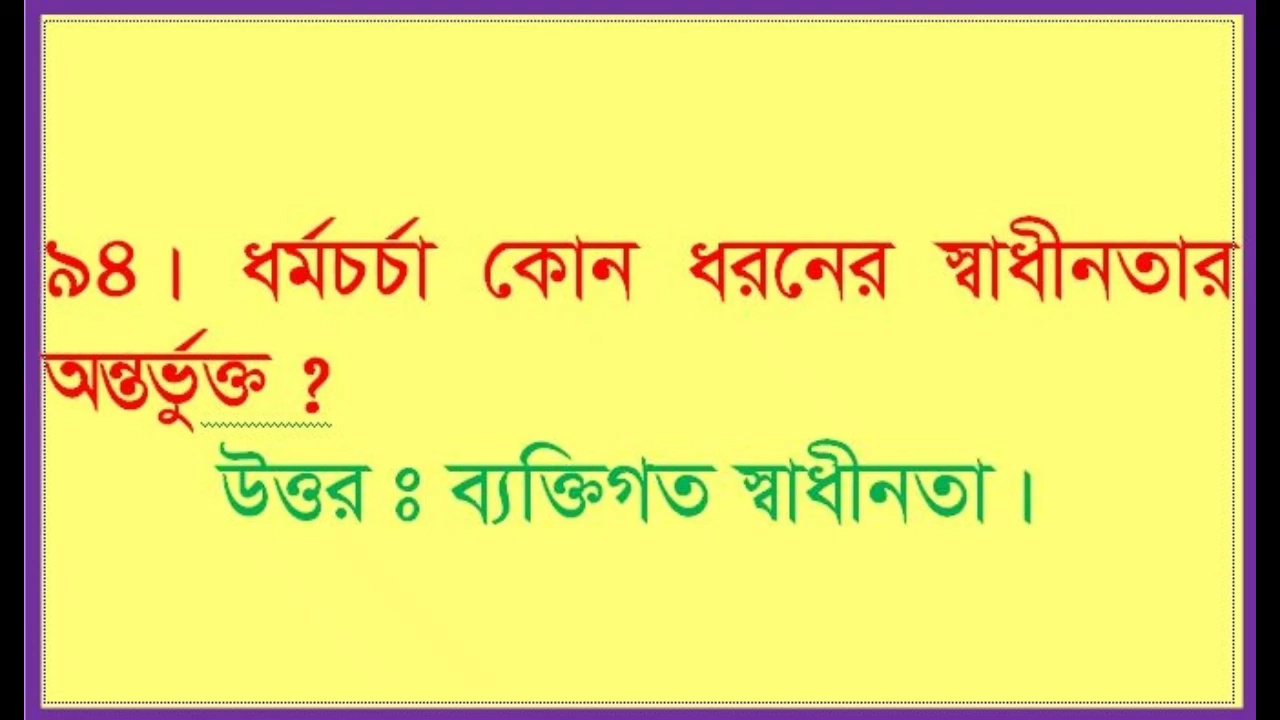 ৯৪। ধর্মচর্চা কোন ধরনের স্বাধীনতার
অন্তর্ভুক্ত ?
উত্তর ঃ ব্যক্তিগত স্বাধীনতা।